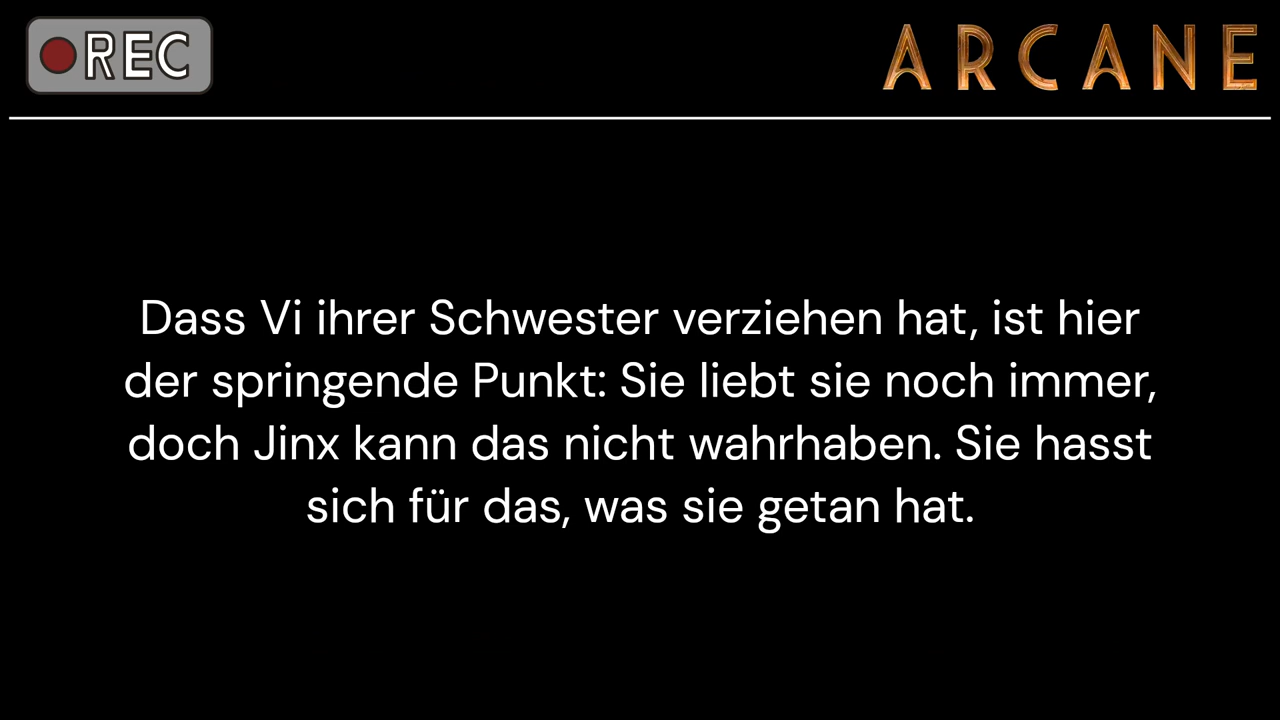 REC
ARCANE
Dass Vi ihrer Schwester verziehen hat, ist hier
der springende Punkt: Sie liebt sie noch immer,
doch Jinx kann das nicht wahrhaben. Sie hasst
sich für das, was sie getan hat.